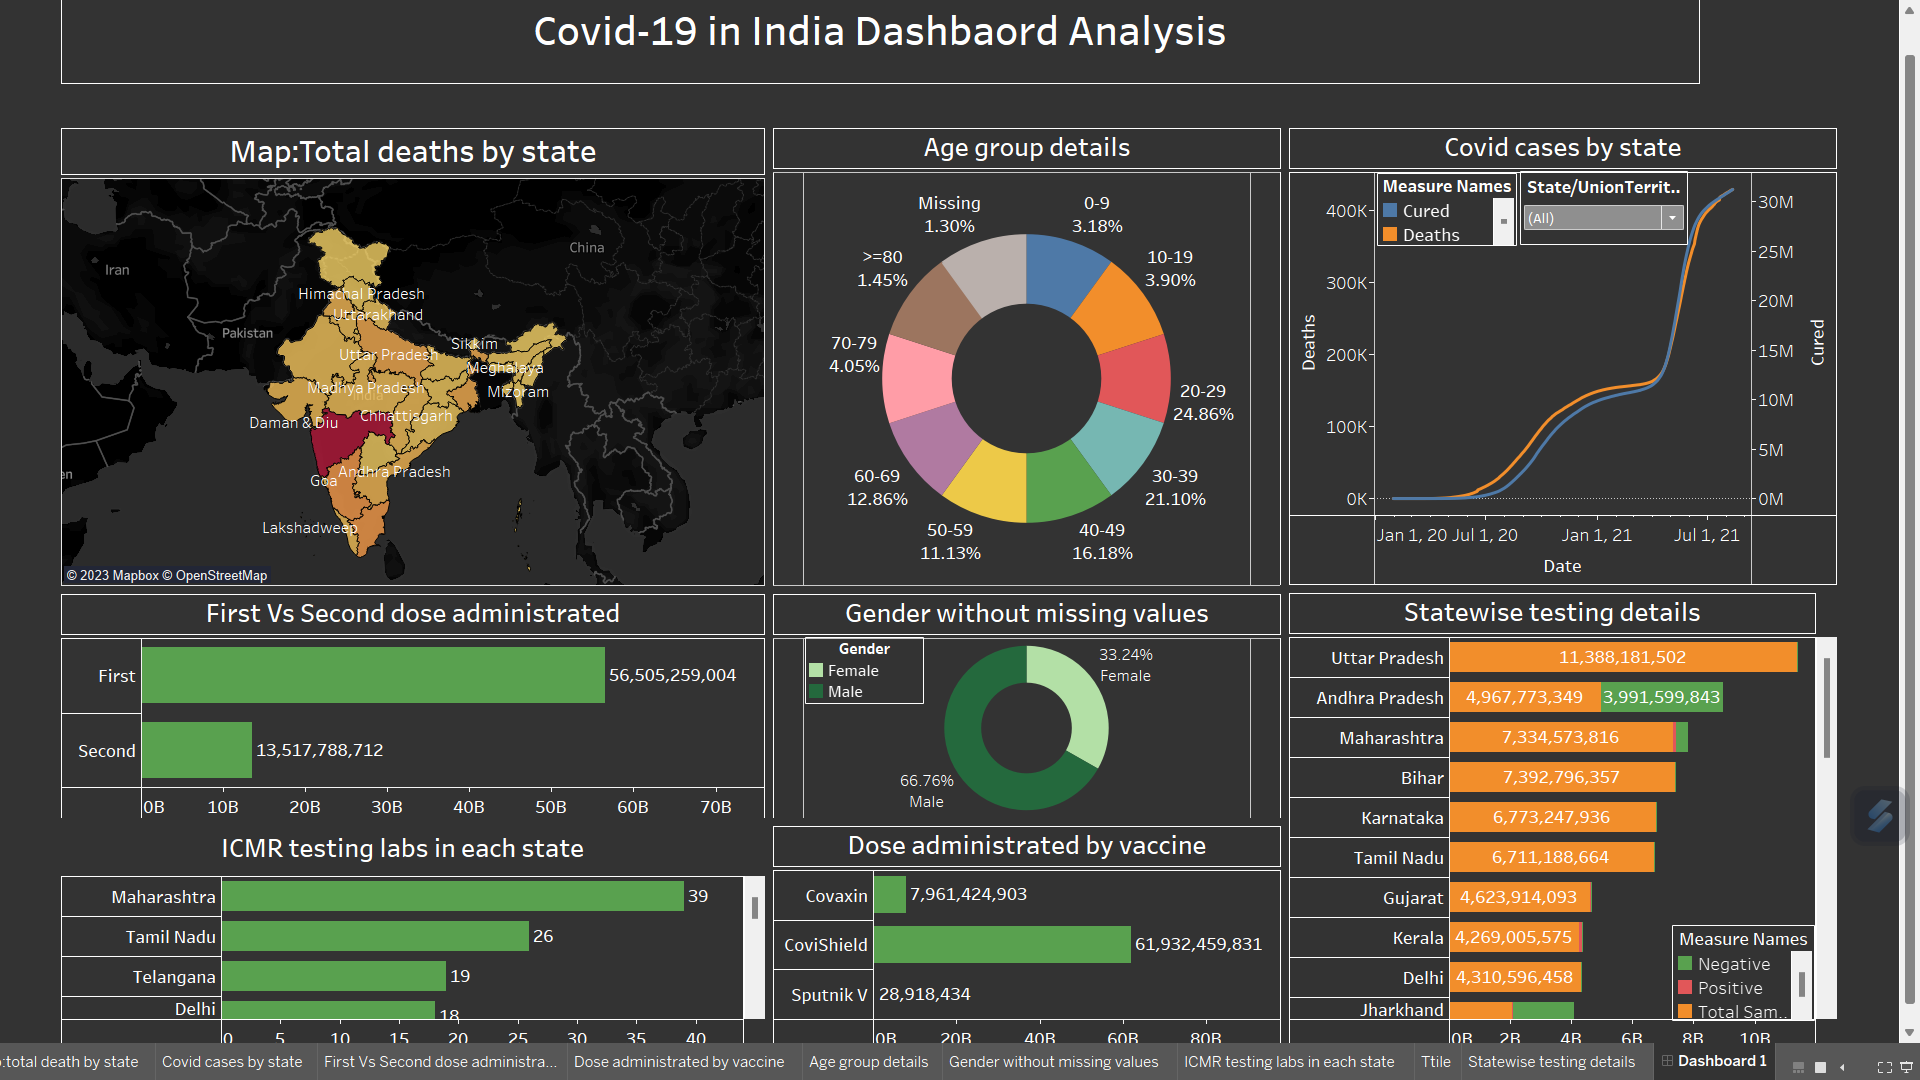 Covid-19 in India Dashbaord Analysis
Map:Total deaths by state
Iran
China
Pakistan
Himachal Pradesh
Uttarakhand
Sikkim
Uttar Pradesh
Meghalaya
Madhya Pradesh
India
Mizoram
Daman & Diu
Chhattisgarh
Andhra Pradesh
Goa
en
Lakshadweep
© 2023 Mapbox © OpenStreetMap
Age group details
Missing
1.30%
0-9
3.18%
>=80
1.45%
10-19
3.90%
70-79
4.05%
20-29
24.86%
60-69
12.86%
30-39
21.10%
50-59
11.13%
40-49
16.18%
Covid cases by state
Measure Names
Cured
Deaths
State/UnionTerrit..
(All)
400K
300K
200K
100K
0K
Deaths
30M
25M
20M
15M
10M
5M
0M
Cured
Jan 1, 20 Jul 1, 20 Jan 1, 21 Jul 1, 21
Date
First Vs Second dose administrated
First 56,505,259,004
Second 13,517,788,712
0B 10B 20B 30B 40B 50B 60B 70B
Gender without missing values
Gender
Female
Male
33.24%
Female
66.76%
Male
Statewise testing details
Uttar Pradesh 11,388,181,502
Andhra Pradesh 4,967,773,349 3,991,599,843
Maharashtra 7,334,573,816
Bihar 7,392,796,357
Karnataka 6,773,247,936
Tamil Nadu 6,711,188,664
Gujarat 4,623,914,093
Kerala 4,269,005,575
Delhi 4,310,596,458
Jharkhand
0B 2B 4B 6B 8B 10B
Measure Names
Negative
Positive
Total Sam..
ICMR testing labs in each state
Maharashtra 39
Tamil Nadu 26
Telangana 19
Delhi 18
0 5 10 15 20 25 30 35 40
Dose administrated by vaccine
Covaxin 7,961,424,903
CoviShield 61,932,459,831
Sputnik V 28,918,434
0B 20B 40B 60B 80B
:total death by state
Covid cases by state
First Vs Second dose administra...
Dose administrated by vaccine
Age group details
Gender without missing values
ICMR testing labs in each state
Ttile
Statewise testing details
Dashboard 1